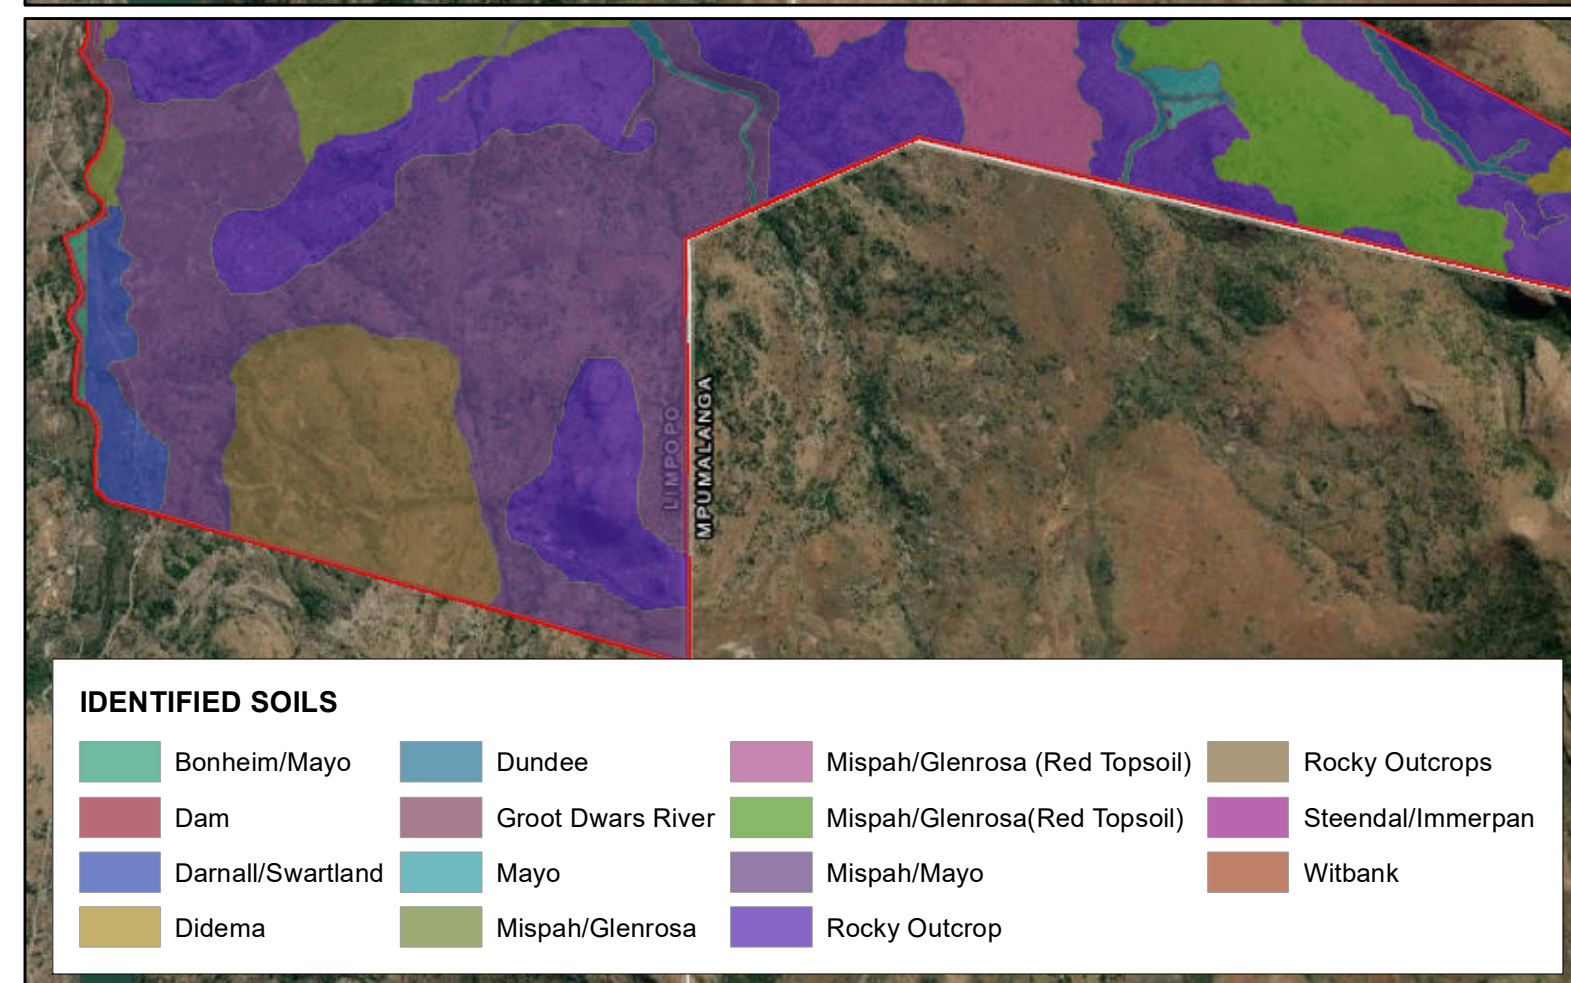 LIMPOPO
MPUMALANGA
IDENTIFIED SOILS
Bonheim/Mayo
Dam
Darnall/Swartland
Didema
Dundee
Groot Dwars River
Mayo
Mispah/Glenrosa
Mispah/Glenrosa (Red Topsoil)
Mispah/Glenrosa(Red Topsoil)
Mispah/Mayo
Rocky Outcrop
Rocky Outcrops
Steendal/Immerpan
Witbank